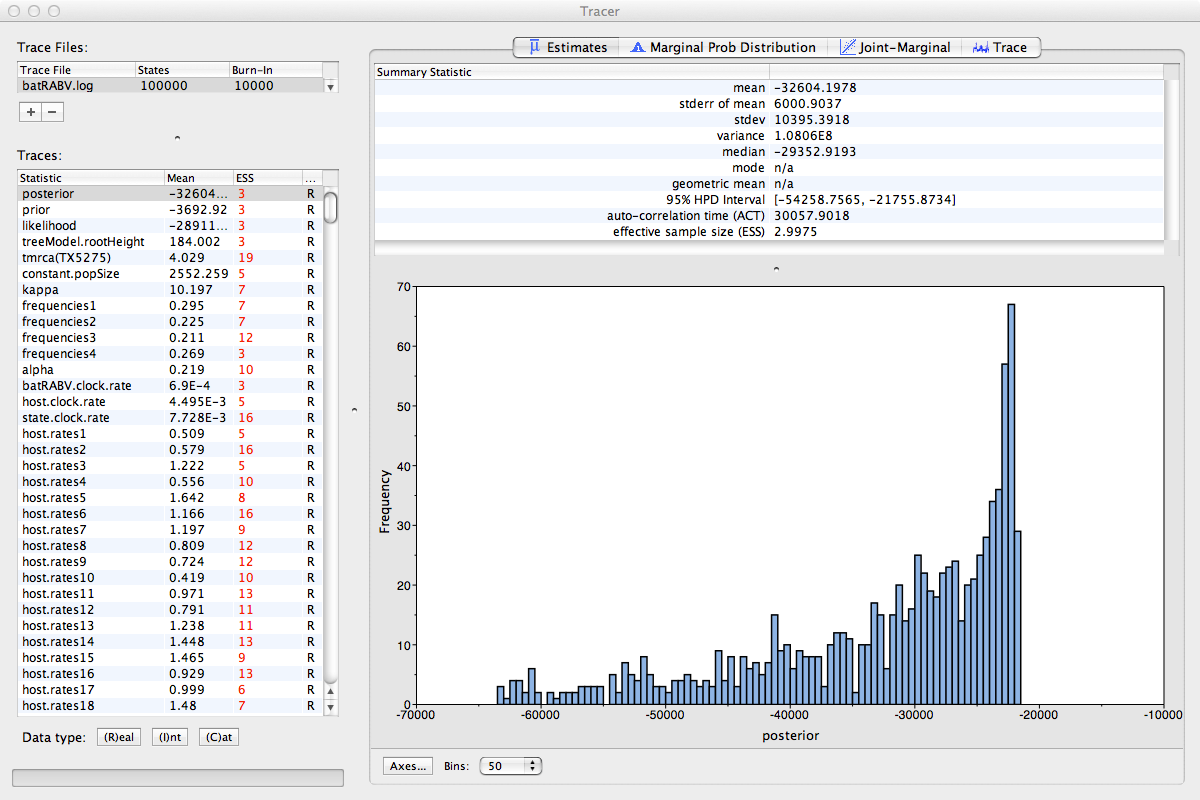 Tracer
Trace Files:
Trace File States Burn-In
batRABV.log 100000 10000
+ −
Traces:
Statistic Mean ESS ...
posterior −32604... 3 R
prior −3692.92 3 R
likelihood −28911... 3 R
treeModel.rootHeight 184.002 3 R
tmrca(TX5275) 4.029 19 R
constant.popSize 2552.259 5 R
kappa 10.197 7 R
frequencies1 0.295 7 R
frequencies2 0.225 7 R
frequencies3 0.211 12 R
frequencies4 0.269 3 R
alpha 0.219 10 R
batRABV.clock.rate 6.9E−4 3 R
host.clock.rate 4.495E−3 5 R
state.clock.rate 7.728E−3 16 R
host.rates1 0.509 5 R
host.rates2 0.579 16 R
host.rates3 1.222 5 R
host.rates4 0.556 10 R
host.rates5 1.642 8 R
host.rates6 1.166 16 R
host.rates7 1.197 9 R
host.rates8 0.809 12 R
host.rates9 0.724 12 R
host.rates10 0.419 10 R
host.rates11 0.971 13 R
host.rates12 0.791 11 R
host.rates13 1.238 11 R
host.rates14 1.448 13 R
host.rates15 1.465 9 R
host.rates16 0.929 13 R
host.rates17 0.999 6 R
host.rates18 1.48 7 R
Data type: (R)eal (I)nt (C)at
Estimates Marginal Prob Distribution Joint-Marginal Trace
Summary Statistic
mean −32604.1978
stderr of mean 6000.9037
stdev 10395.3918
variance 1.0806E8
median −29352.9193
mode n/a
geometric mean n/a
95% HPD Interval [−54258.7565, −21755.8734]
auto-correlation time (ACT) 30057.9018
effective sample size (ESS) 2.9975
70
60
50
40
30
20
10
0
Frequency
-70000 -60000 -50000 -40000 -30000 -20000 -10000
posterior
Axes... Bins: 50